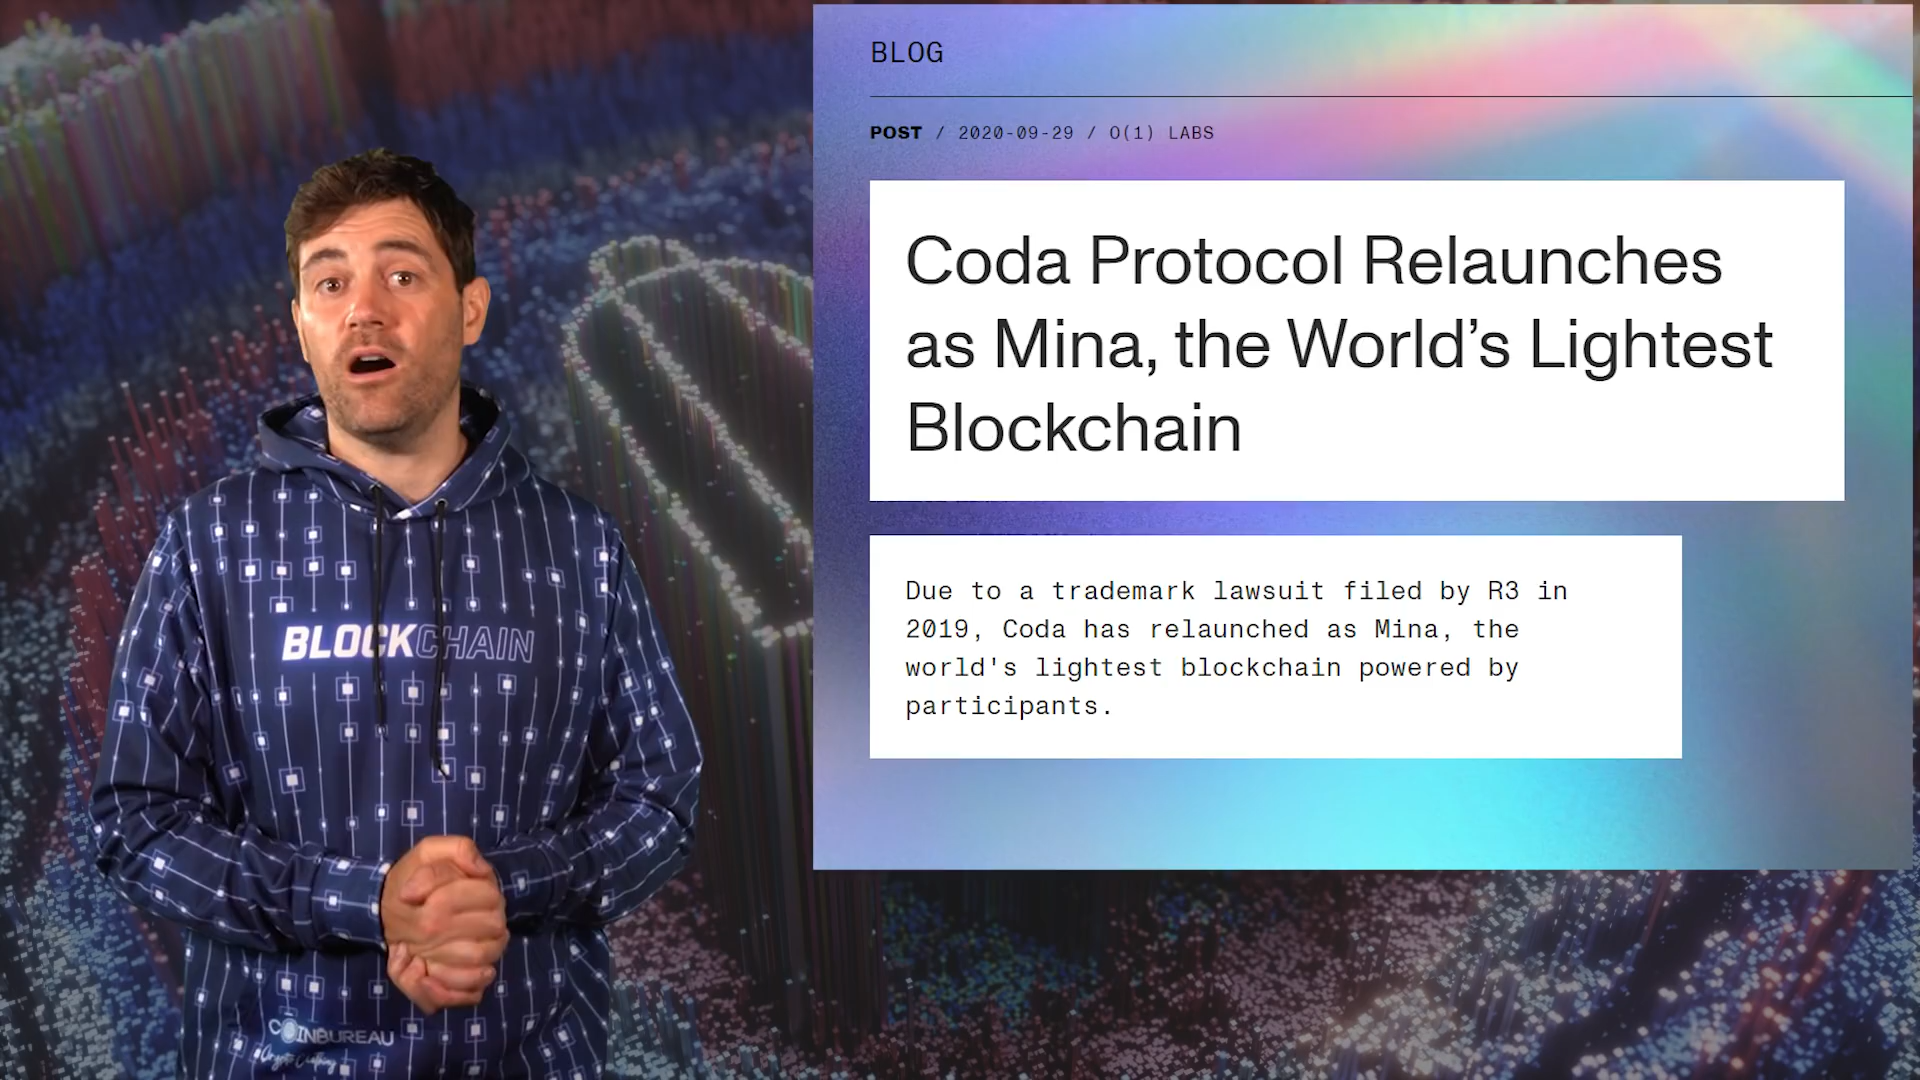 BLOG
POST / 2020-09-29 / O(1) LABS
Coda Protocol Relaunches
as Mina, the World’s Lightest
Blockchain
Due to a trademark lawsuit filed by R3 in
2019, Coda has relaunched as Mina, the
world's lightest blockchain powered by
participants.
BLOCKCHAIN
COINBUREAU
Crypto Clothing